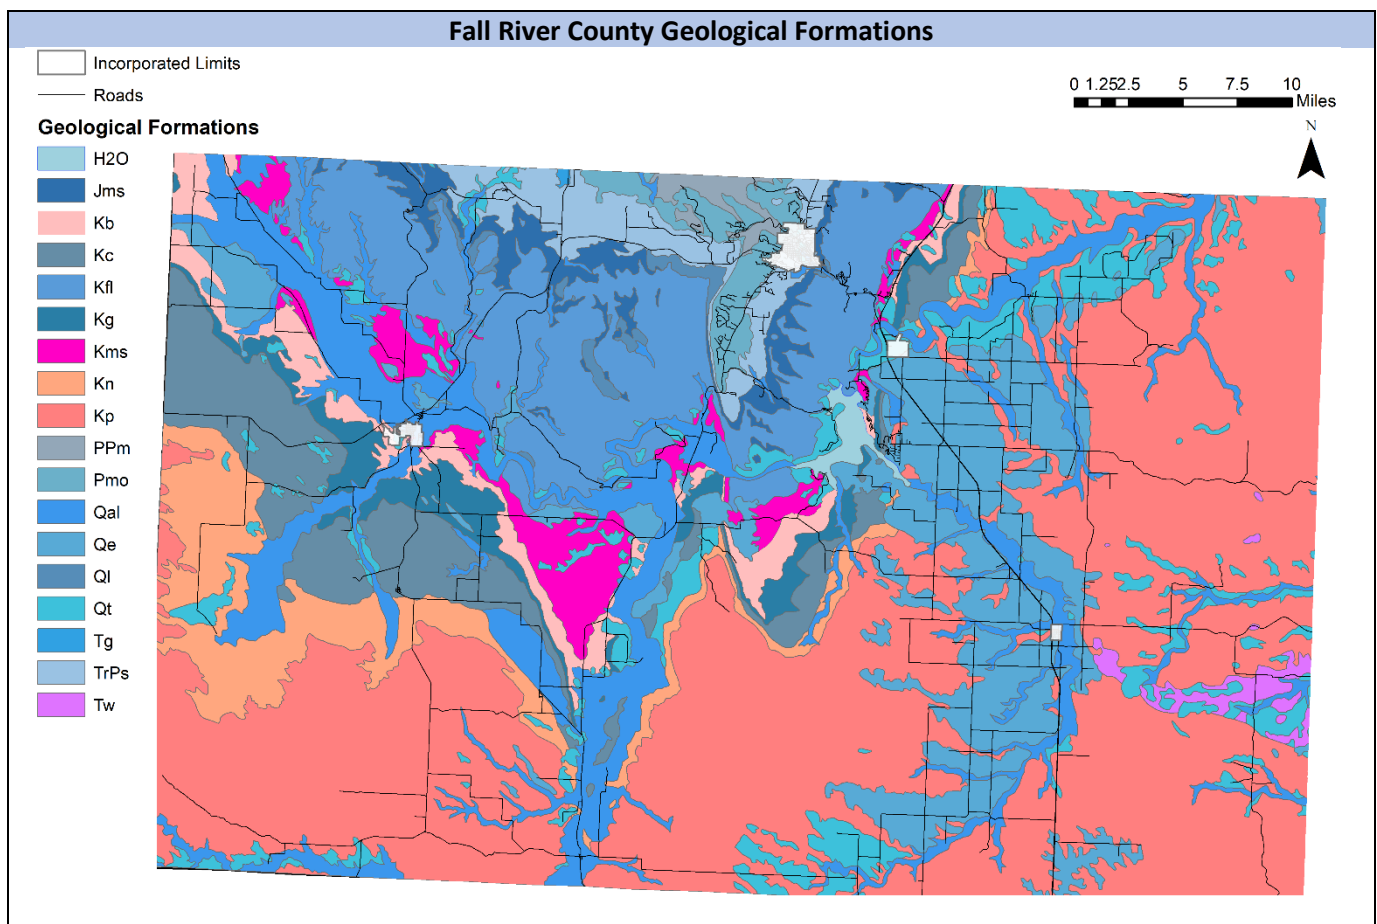 Fall River County Geological Formations
Incorporated Limits
Roads
Geological Formations
H2O
Jms
Kb
Kc
Kfl
Kg
Kms
Kn
Kp
PPm
Pmo
Qal
Qe
Ql
Qt
Tg
TrPs
Tw
0 1.252.5 5 7.5 10
Miles
N